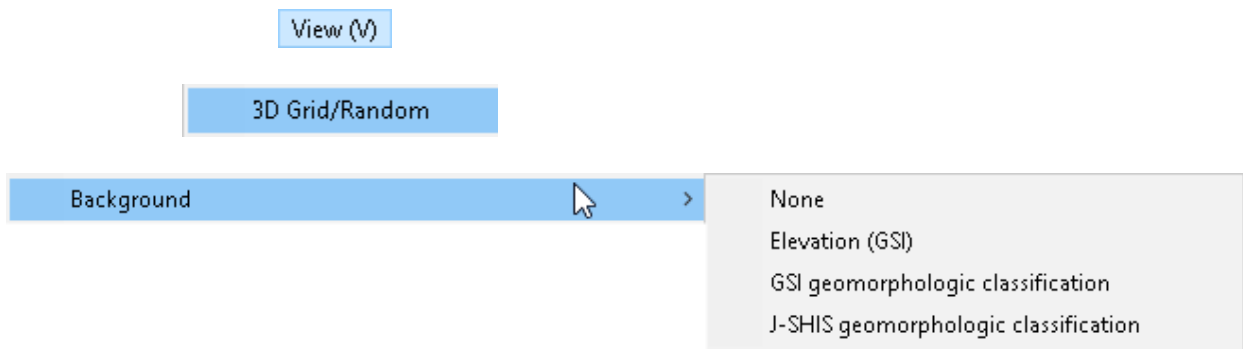 View (V)
3D Grid/Random
Background
None
Elevation (GSI)
GSI geomorphologic classification
J-SHIS geomorphologic classification